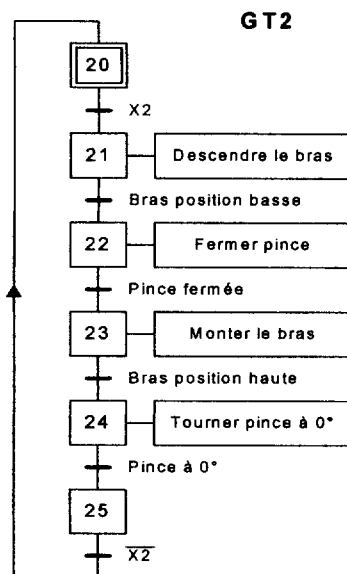 GT2
20
X2
21 Descendre le bras
Bras position basse
22 Fermer pince
Pince fermée
23 Monter le bras
Bras position haute
24 Tourner pince à 0°
Pince à 0°
25
X̅2̅